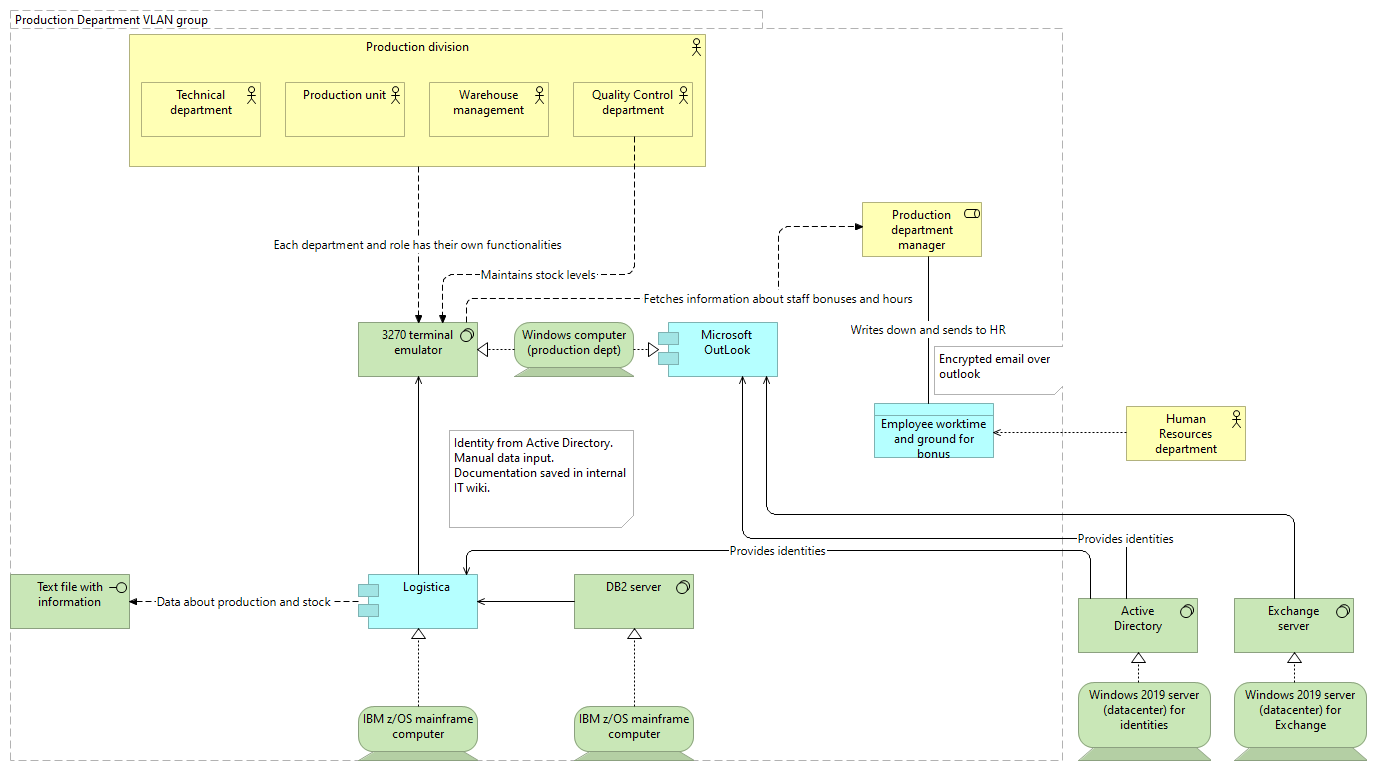 Production Department VLAN group
Production division
Technical
department
Production unit
Warehouse
management
Quality Control
department
Production
department
manager
Each department and role has their own functionalities
Maintains stock levels
Fetches information about staff bonuses and hours
3270 terminal
emulator
Windows computer
(production dept)
Microsoft
OutLook
Writes down and sends to HR
Encrypted email over
outlook
Employee worktime
and ground for
bonus
Human
Resources
department
Identity from Active Directory.
Manual data input.
Documentation saved in internal
IT wiki.
Provides identities
Provides identities
Text file with
information
Data about production and stock
Logistica
DB2 server
Active
Directory
Exchange
server
IBM z/OS mainframe
computer
IBM z/OS mainframe
computer
Windows 2019 server
(datacenter) for
identities
Windows 2019 server
(datacenter) for
Exchange